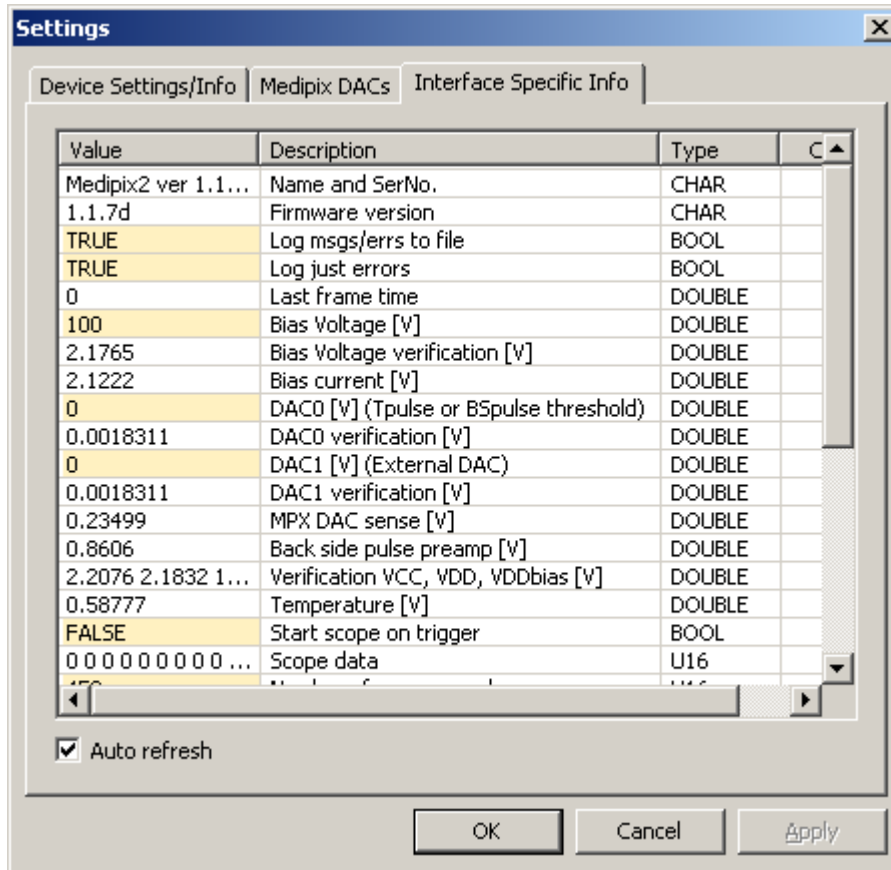 Settings
Device Settings/Info Medipix DACs Interface Specific Info
Value Description Type C
Medipix2 ver 1.1... Name and SerNo. CHAR
1.1.7d Firmware version CHAR
TRUE Log msgs/errs to file BOOL
TRUE Log just errors BOOL
0 Last frame time DOUBLE
100 Bias Voltage [V] DOUBLE
2.1765 Bias Voltage verification [V] DOUBLE
2.1222 Bias current [V] DOUBLE
0 DAC0 [V] (Tpulse or BSpulse threshold) DOUBLE
0.0018311 DAC0 verification [V] DOUBLE
0 DAC1 [V] (External DAC) DOUBLE
0.0018311 DAC1 verification [V] DOUBLE
0.23499 MPX DAC sense [V] DOUBLE
0.8606 Back side pulse preamp [V] DOUBLE
2.2076 2.1832 1... Verification VCC, VDD, VDDbias [V] DOUBLE
0.58777 Temperature [V] DOUBLE
FALSE Start scope on trigger BOOL
0 0 0 0 0 0 0 0 0 0 ... Scope data U16
Auto refresh
OK Cancel Apply